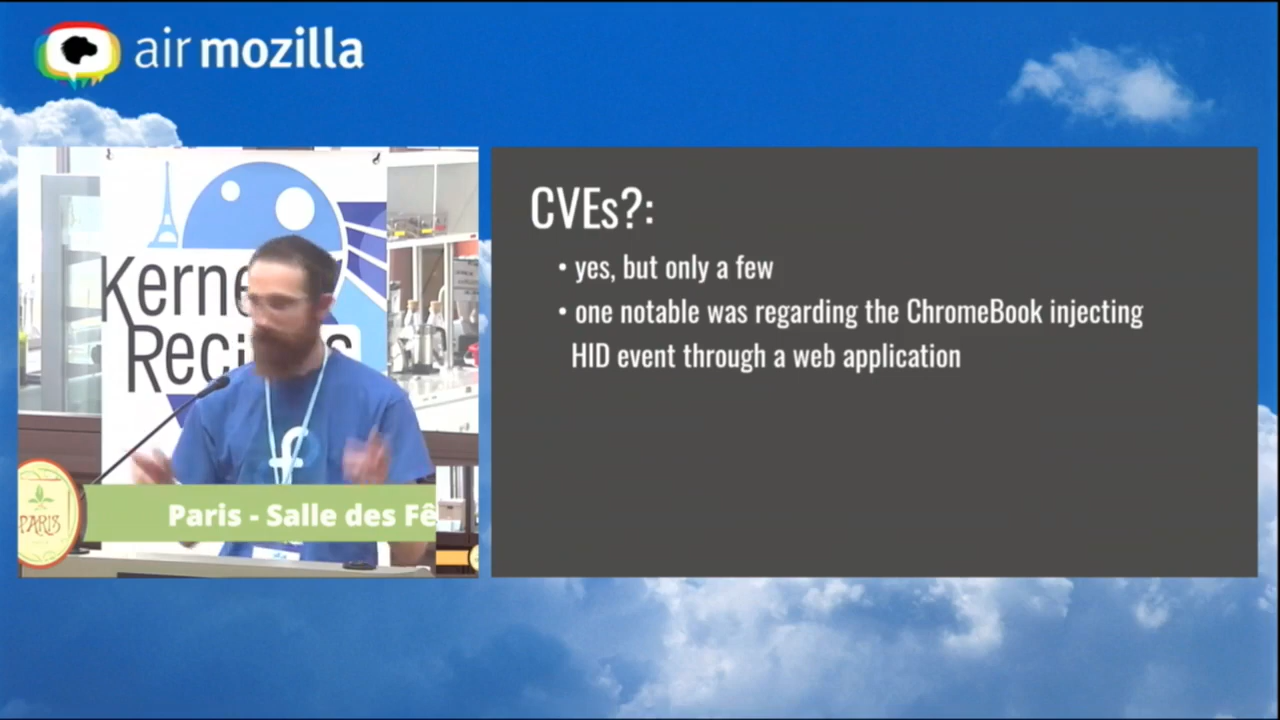 air mozilla
Kerne
Reci s
PARIS
Paris - Salle des Fê
CVEs?:
• yes, but only a few
• one notable was regarding the ChromeBook injecting
HID event through a web application